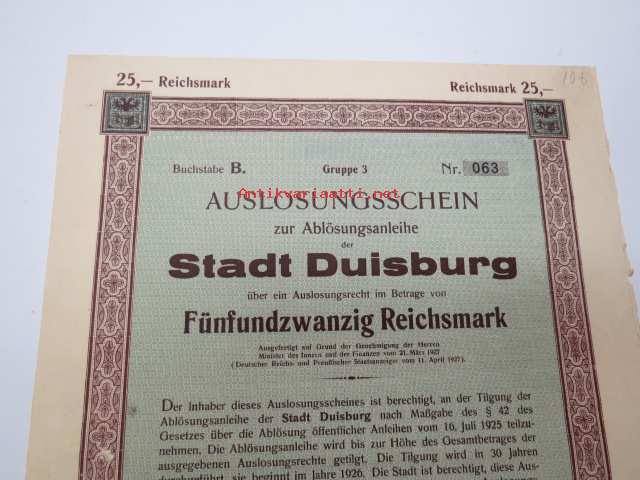 25,— Reichsmark
Reichsmark 25,—
106
Buchstabe B. Gruppe 3 Nr. 063
Antikvariaatti.net
AUSLOSUNGSSCHEIN
zur Ablösungsanleihe
der
Stadt Duisburg
über ein Auslosungsrecht im Betrage von
Fünfundzwanzig Reichsmark
Ausgefertigt auf Grund der Genehmigung der Herren
Minister des Innern und der Finanzen vom 21. März 1927
(Deutscher Reichs- und Preußischer Staatsanzeiger vom 11. April 1927).
Der Inhaber dieses Auslosungsscheines ist berechtigt, an der Tilgung der
Ablösungsanleihe der Stadt Duisburg nach Maßgabe des § 42 des
Gesetzes über die Ablösung öffentlicher Anleihen vom 16. Juli 1925 teilzu-
nehmen. Die Ablösungsanleihe wird bis zur Höhe des Gesamtbetrages der
ausgegebenen Auslosungsrechte getilgt. Die Tilgung wird in 30 Jahren
durchgeführt, sie beginnt im Jahre 1926. Die Stadt ist berechtigt, diese Aus-